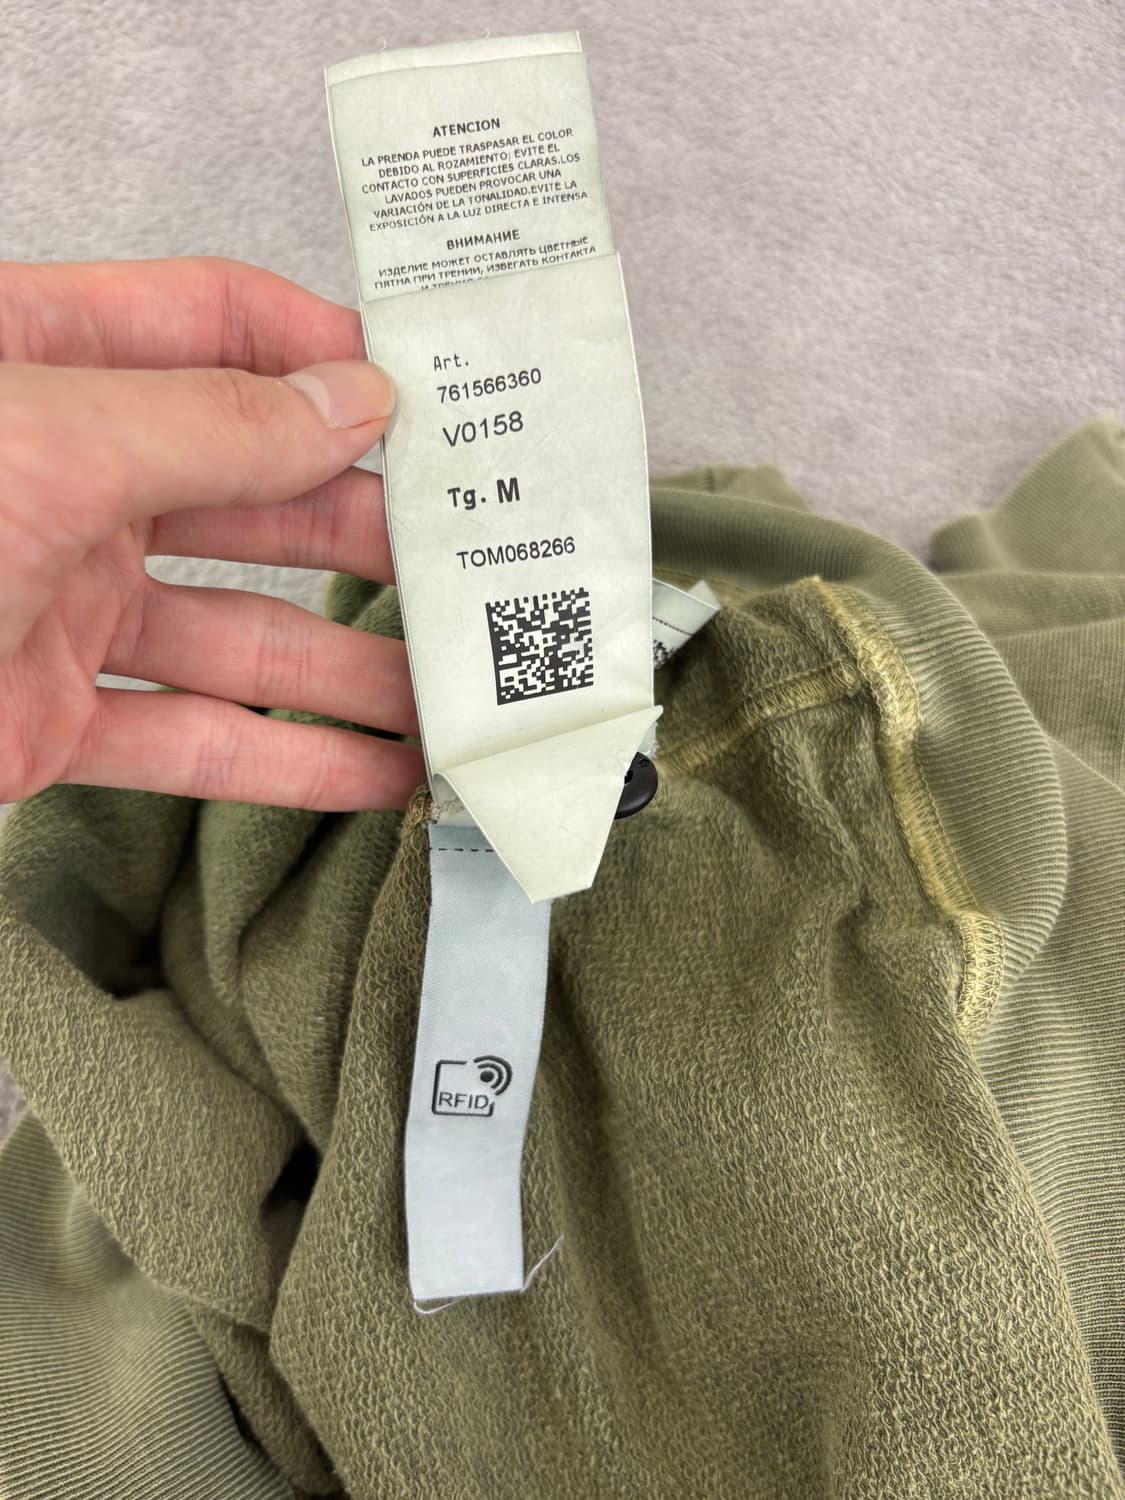 ATENCION
LA PRENDA PUEDE TRASPASAR EL COLOR
DEBIDO AL ROZAMIENTO; EVITE EL
CONTACTO CON SUPERFICIES CLARAS.LOS
LAVADOS PUEDEN PROVOCAR UNA
VARIACIÓN DE LA TONALIDAD.EVITE LA
EXPOSICIÓN A LA LUZ DIRECTA E INTENSA
ВНИМАНИЕ
ИЗДЕЛИЕ МОЖЕТ ОСТАВЛЯТЬ ЦВЕТНЫЕ
ПЯТНА ПРИ ТРЕНИИ, ИЗБЕГАТЬ КОНТАКТА
Art.
761566360
V0158
Tg. M
TOM068266
RFID